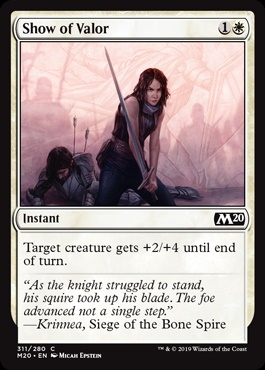 Show of Valor 1
Instant M20
Target creature gets +2/+4 until end
of turn.
“As the knight struggled to stand,
his squire took up his blade. The foe
advanced not a single step.”
—Krinnea, Siege of the Bone Spire
311/280 C
M20 • EN MICAH EPSTEIN ™ & © 2019 Wizards of the Coast